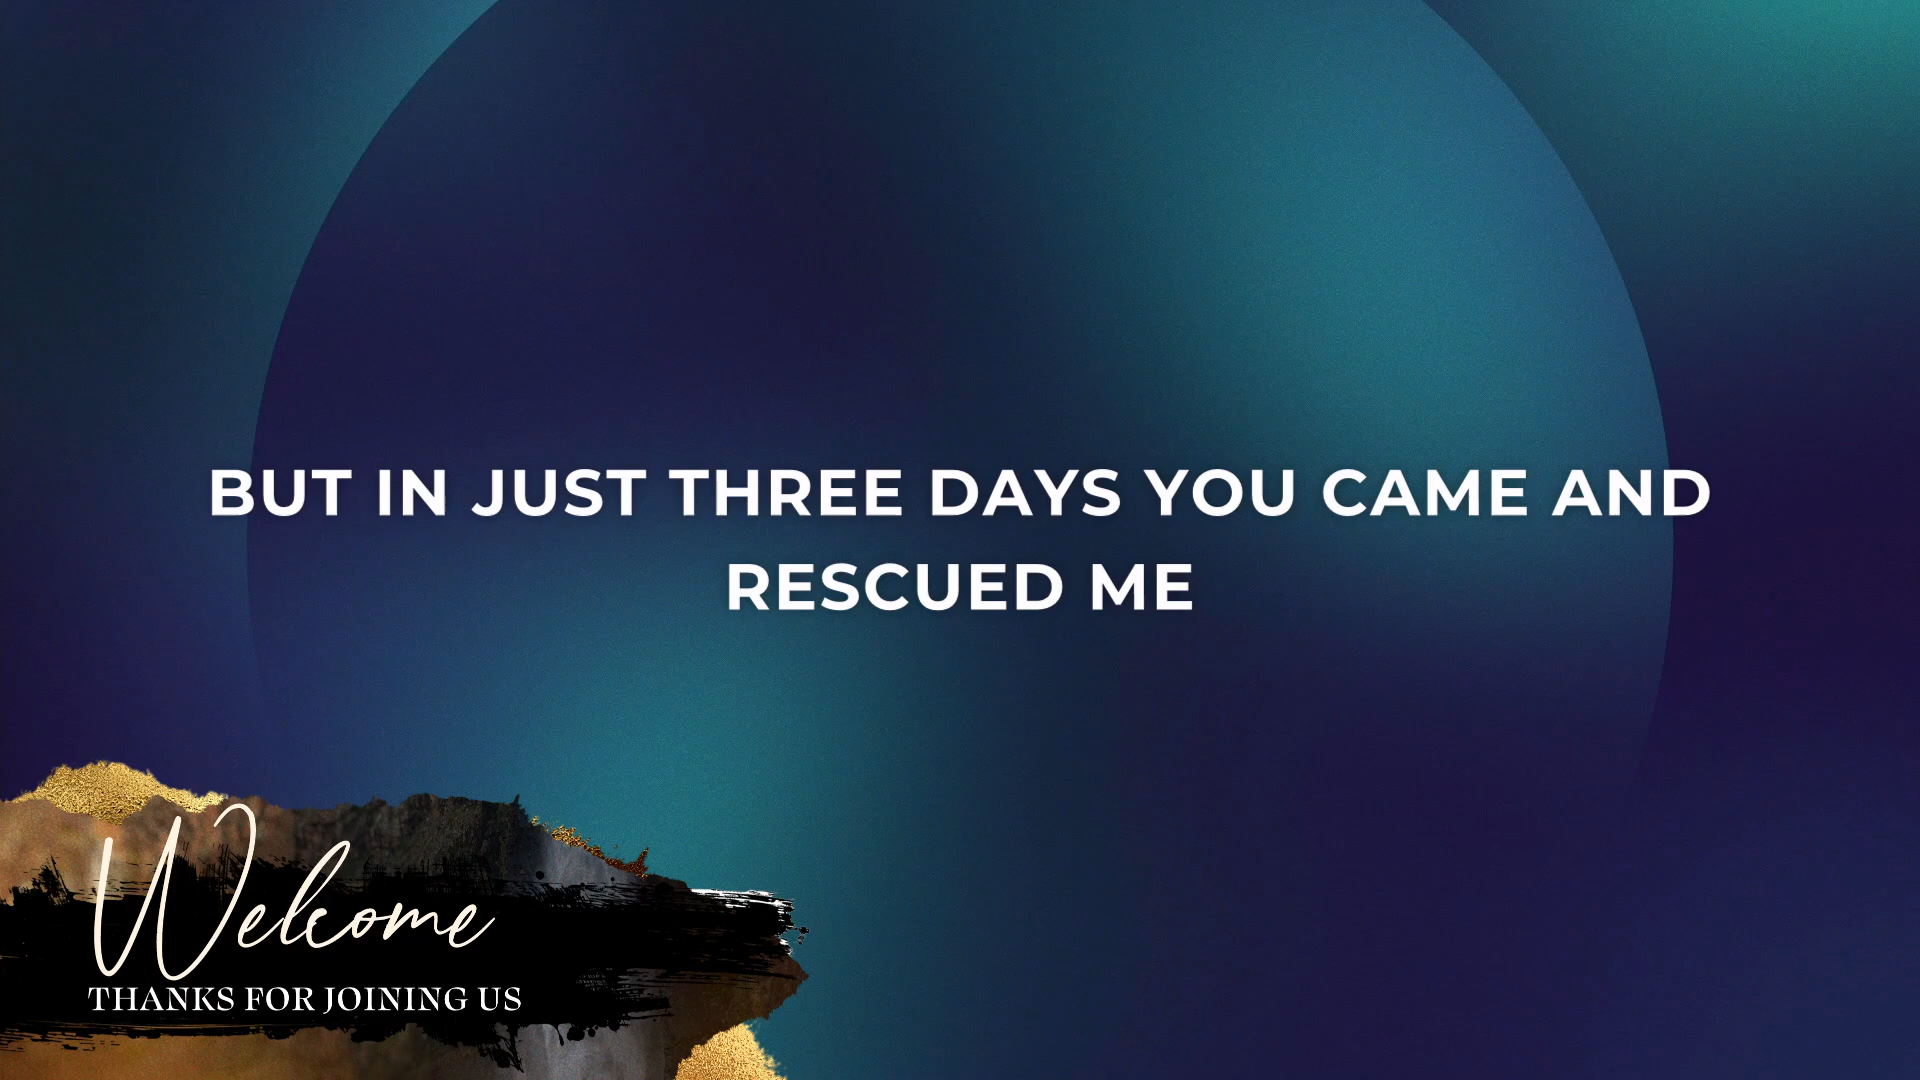 BUT IN JUST THREE DAYS YOU CAME AND
RESCUED ME
Welcome
THANKS FOR JOINING US